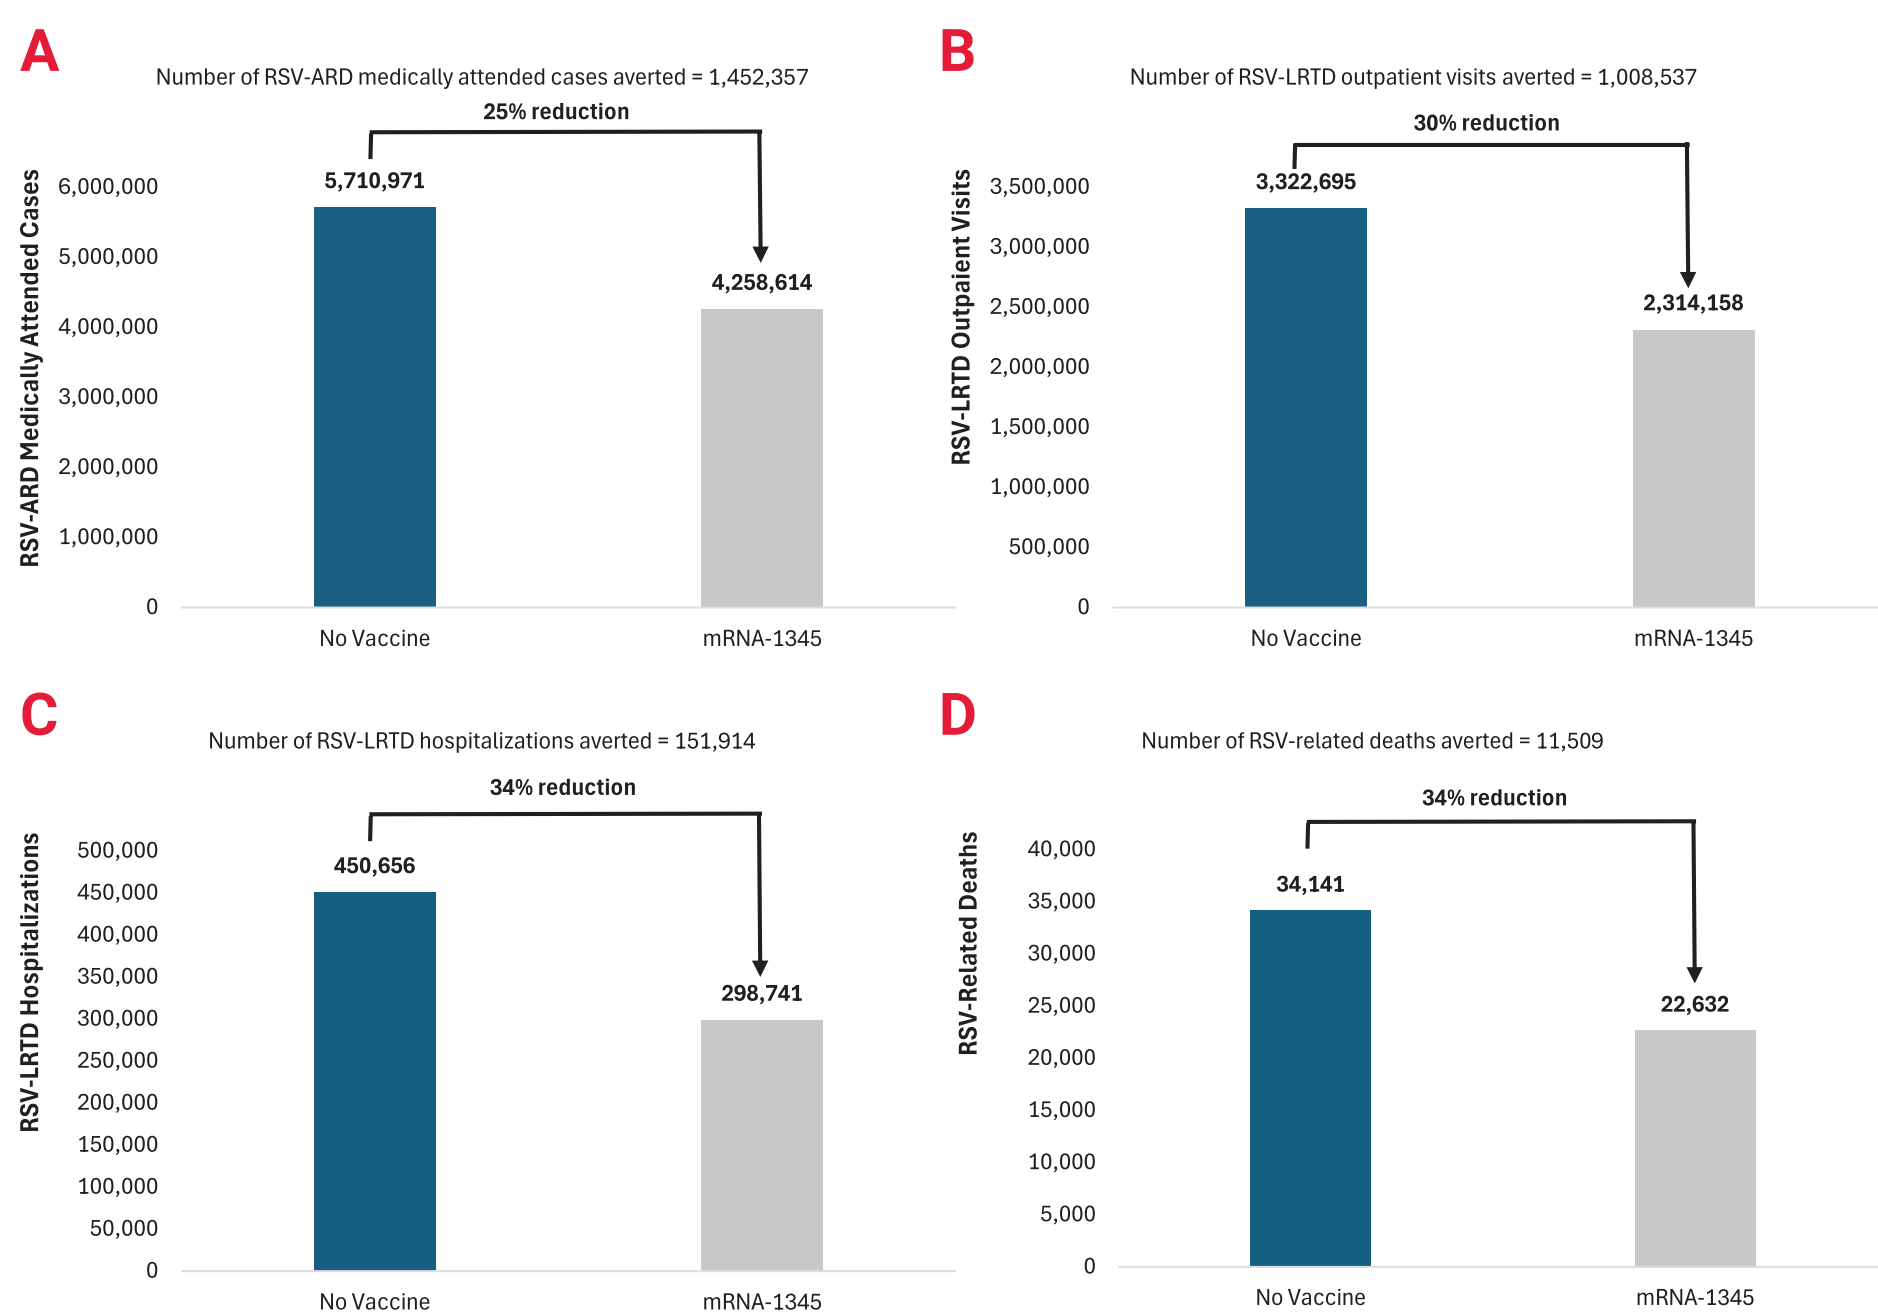 A
Number of RSV-ARD medically attended cases averted = 1,452,357
25% reduction
RSV-ARD Medically Attended Cases
6,000,000
5,000,000
4,000,000
3,000,000
2,000,000
1,000,000
0
5,710,971
4,258,614
No Vaccine
mRNA-1345
B
Number of RSV-LRTD outpatient visits averted = 1,008,537
30% reduction
RSV-LRTD Outpaient Visits
3,500,000
3,000,000
2,500,000
2,000,000
1,500,000
1,000,000
500,000
0
3,322,695
2,314,158
No Vaccine
mRNA-1345
C
Number of RSV-LRTD hospitalizations averted = 151,914
34% reduction
RSV-LRTD Hospitalizations
500,000
450,000
400,000
350,000
300,000
250,000
200,000
150,000
100,000
50,000
0
450,656
298,741
No Vaccine
mRNA-1345
D
Number of RSV-related deaths averted = 11,509
34% reduction
RSV-Related Deaths
40,000
35,000
30,000
25,000
20,000
15,000
10,000
5,000
0
34,141
22,632
No Vaccine
mRNA-1345